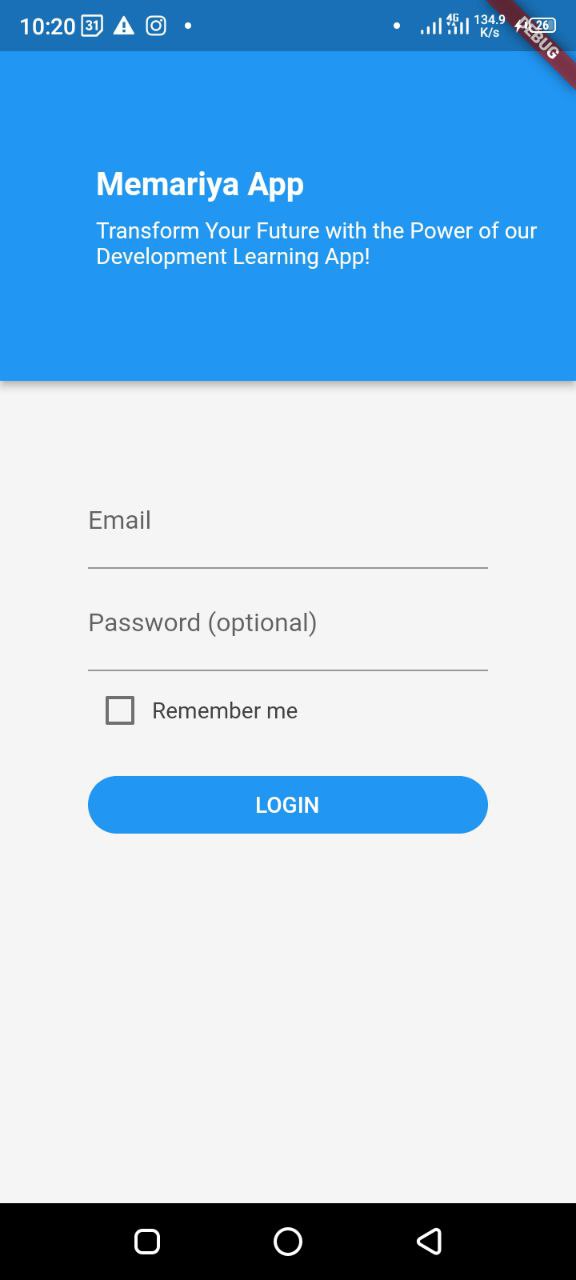 10:20 31 4G 134.9 K/s 26
DEBUG
Memariya App
Transform Your Future with the Power of our
Development Learning App!
Email
Password (optional)
Remember me
LOGIN